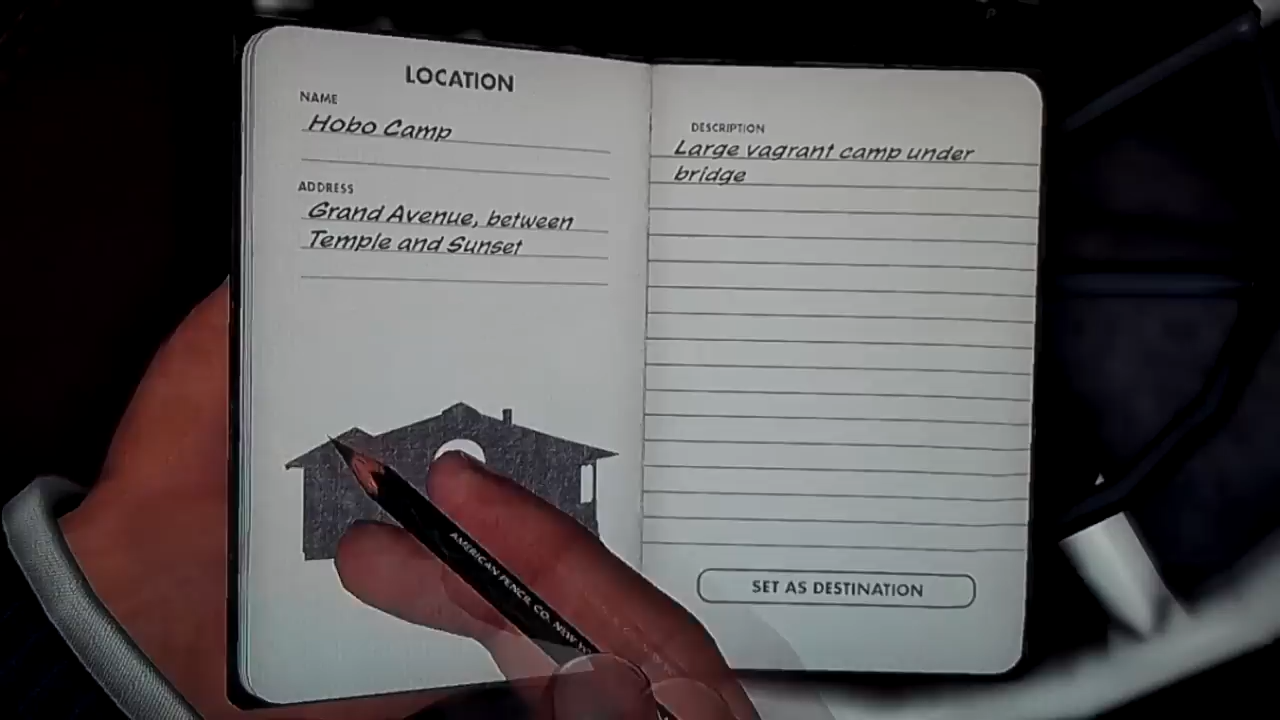 LOCATION
NAME
Hobo Camp
ADDRESS
Grand Avenue, between
Temple and Sunset
DESCRIPTION
Large vagrant camp under
bridge
SET AS DESTINATION
AMERICAN PENCIL CO. NEW